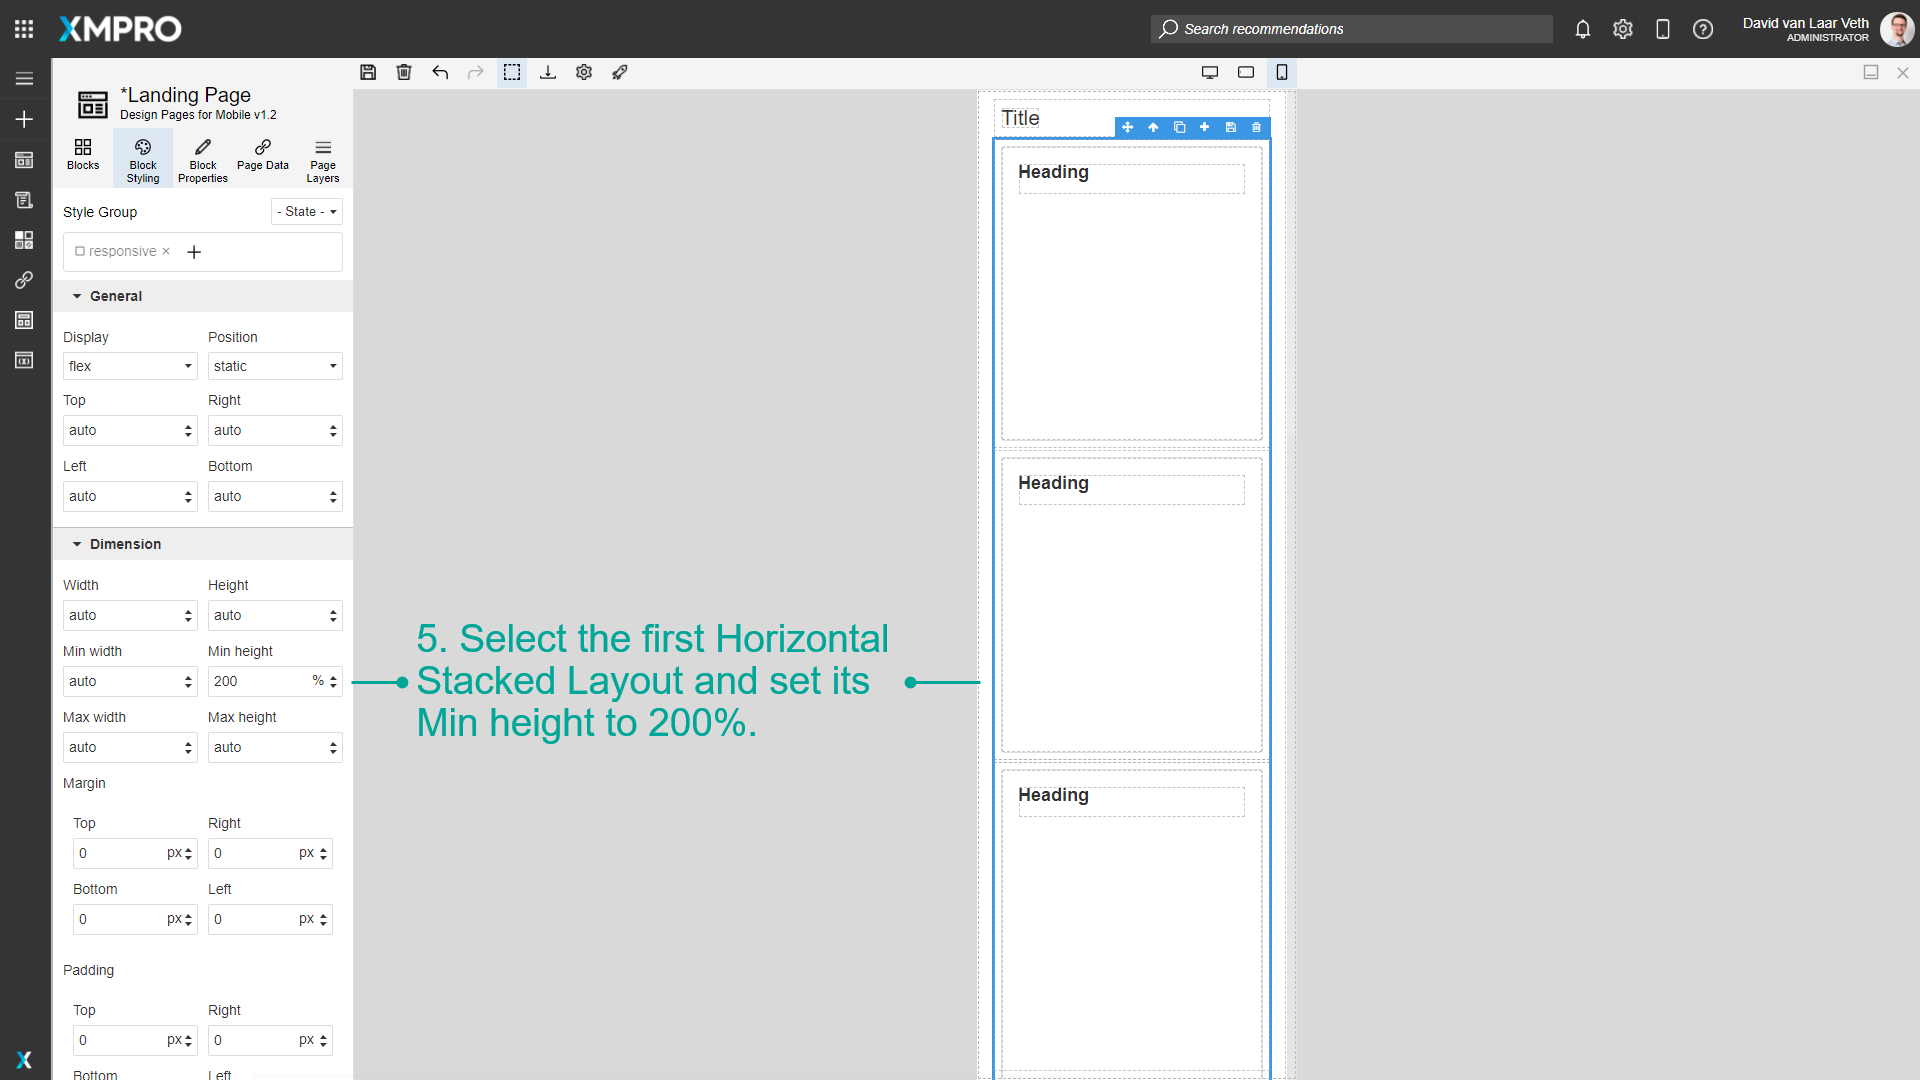 XMPRO
Search recommendations
David van Laar Veth
ADMINISTRATOR
*Landing Page
Design Pages for Mobile v1.2
Blocks
Block
Styling
Block
Properties
Page Data
Page
Layers
Style Group
- State -
responsive ×
General
Display
Position
flex
static
Top
Right
auto
auto
Left
Bottom
auto
auto
Dimension
Width
Height
auto
auto
Min width
Min height
auto
200 %
Max width
Max height
auto
auto
Margin
Top
Right
0 px
0 px
Bottom
Left
0 px
0 px
Padding
Top
Right
0 px
0 px
Bottom
Left
5. Select the first Horizontal
Stacked Layout and set its
Min height to 200%.
Title
Heading
Heading
Heading